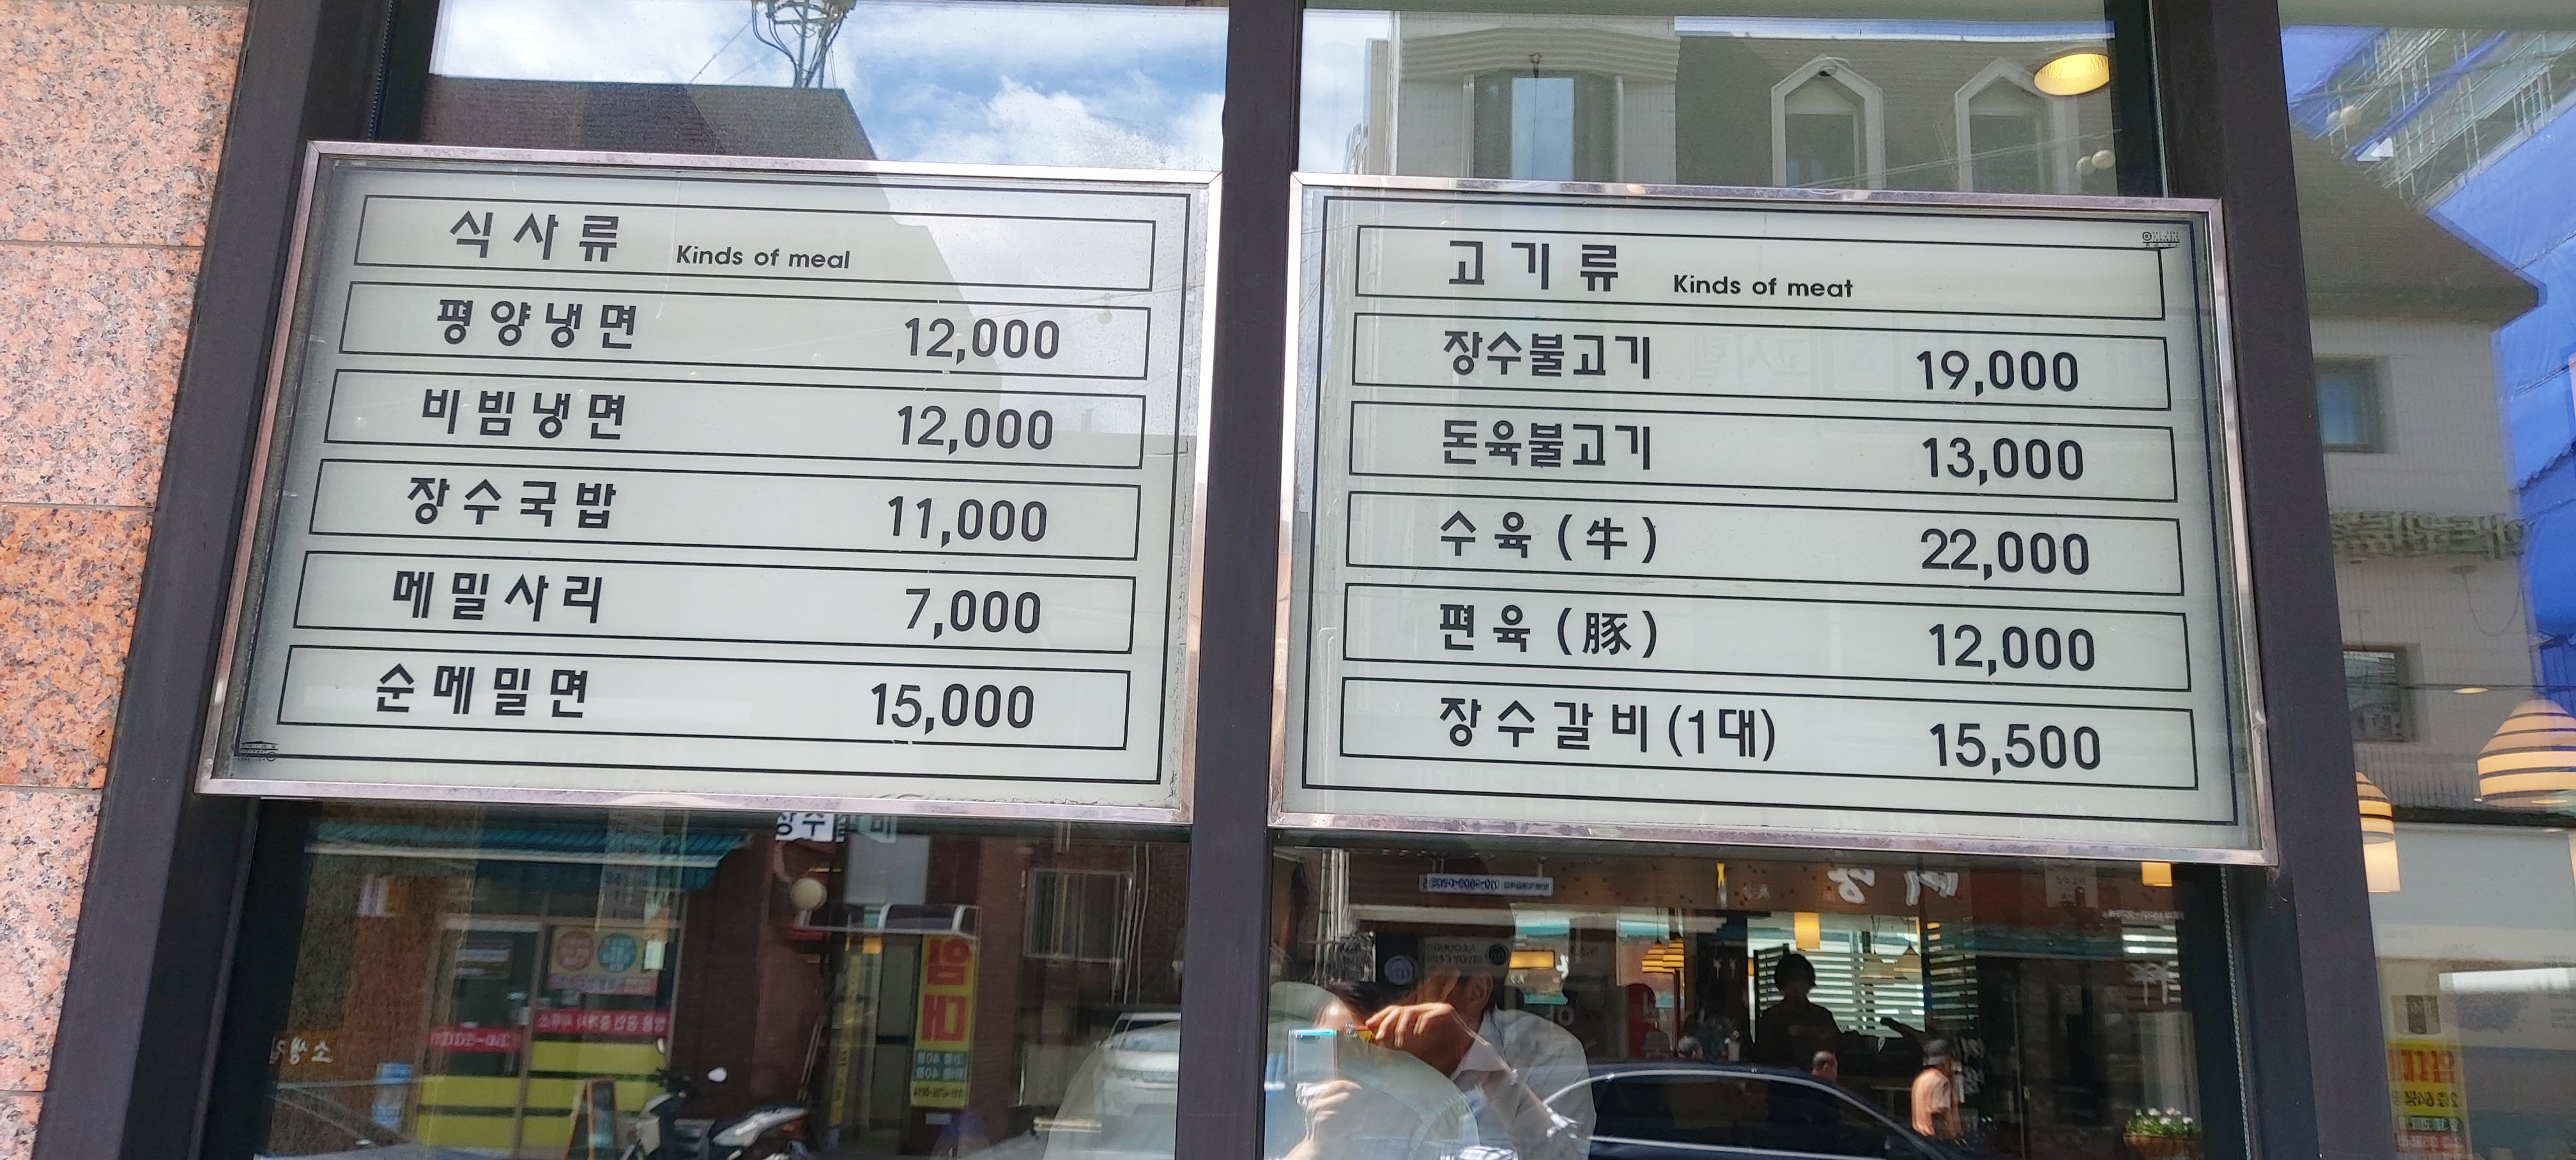 식사류 Kinds of meal
평양냉면 12,000
비빔냉면 12,000
장수국밥 11,000
메밀사리 7,000
순메밀면 15,000
고기류 Kinds of meat
장수불고기 19,000
돈육불고기 13,000
수육(牛) 22,000
편육(豚) 12,000
장수갈비(1대) 15,500
임대